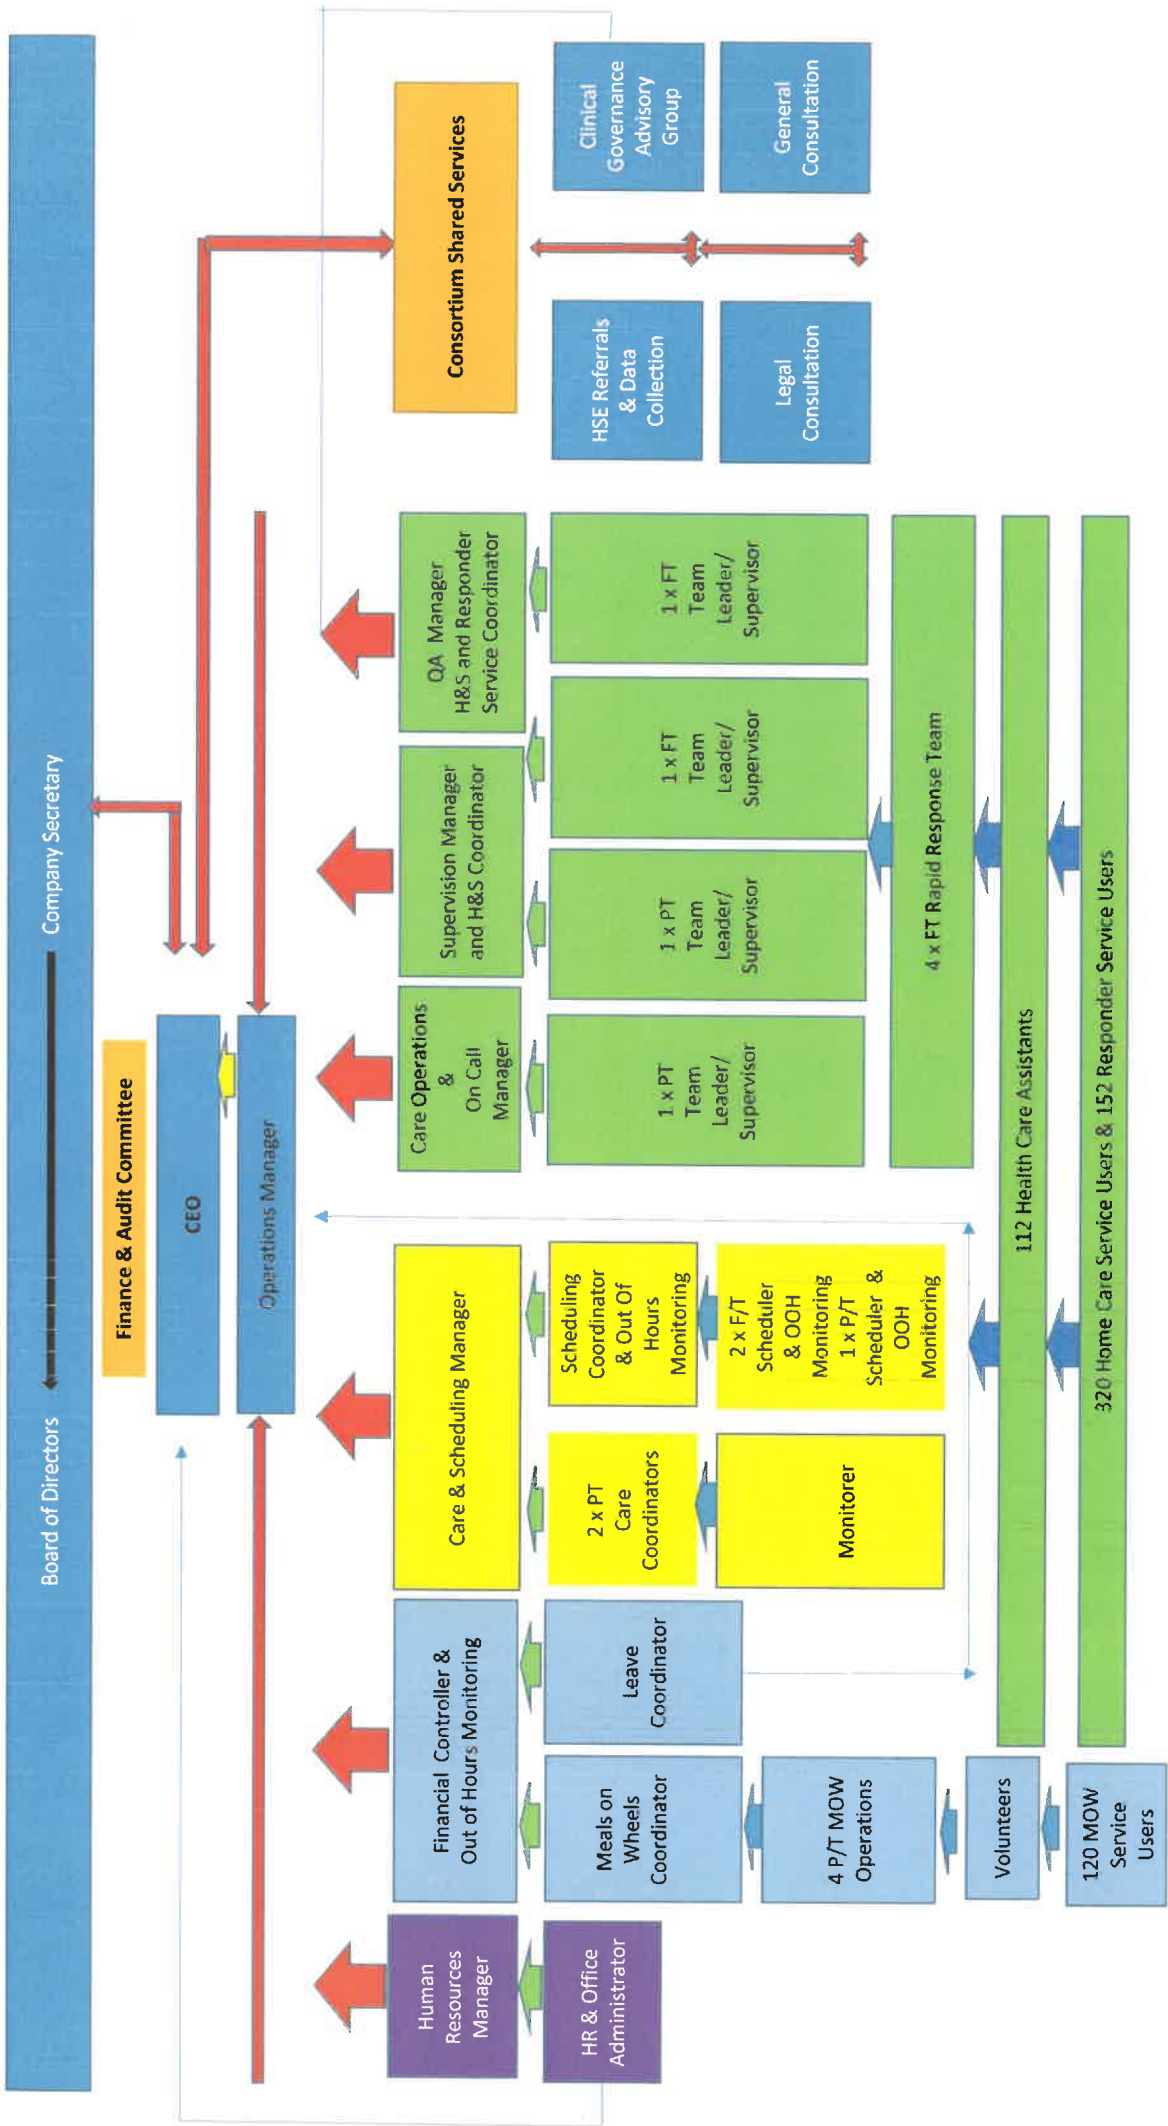 Board of Directors
Company Secretary
Finance & Audit Committee
CEO
Operations Manager
Human
Resources
Manager
HR & Office
Administrator
Financial Controller &
Out of Hours Monitoring
Meals on
Wheels
Coordinator
Leave
Coordinator
4 P/T MOW
Operations
Volunteers
120 MOW
Service
Users
Care & Scheduling Manager
2 x PT
Care
Coordinators
Scheduling
Coordinator
& Out Of
Hours
Monitoring
Monitorer
2 x F/T
Scheduler
& OOH
Monitoring
1 x P/T
Scheduler &
OOH
Monitoring
Care Operations
&
On Call
Manager
Supervision Manager
and H&S Coordinator
QA Manager
H&S and Responder
Service Coordinator
1 x PT
Team
Leader/
Supervisor
1 x PT
Team
Leader/
Supervisor
1 x FT
Team
Leader/
Supervisor
1 x FT
Team
Leader/
Supervisor
4 x FT Rapid Response Team
112 Health Care Assistants
320 Home Care Service Users & 152 Responder Service Users
Consortium Shared Services
HSE Referrals
& Data
Collection
Clinical
Governance
Advisory
Group
Legal
Consultation
General
Consultation